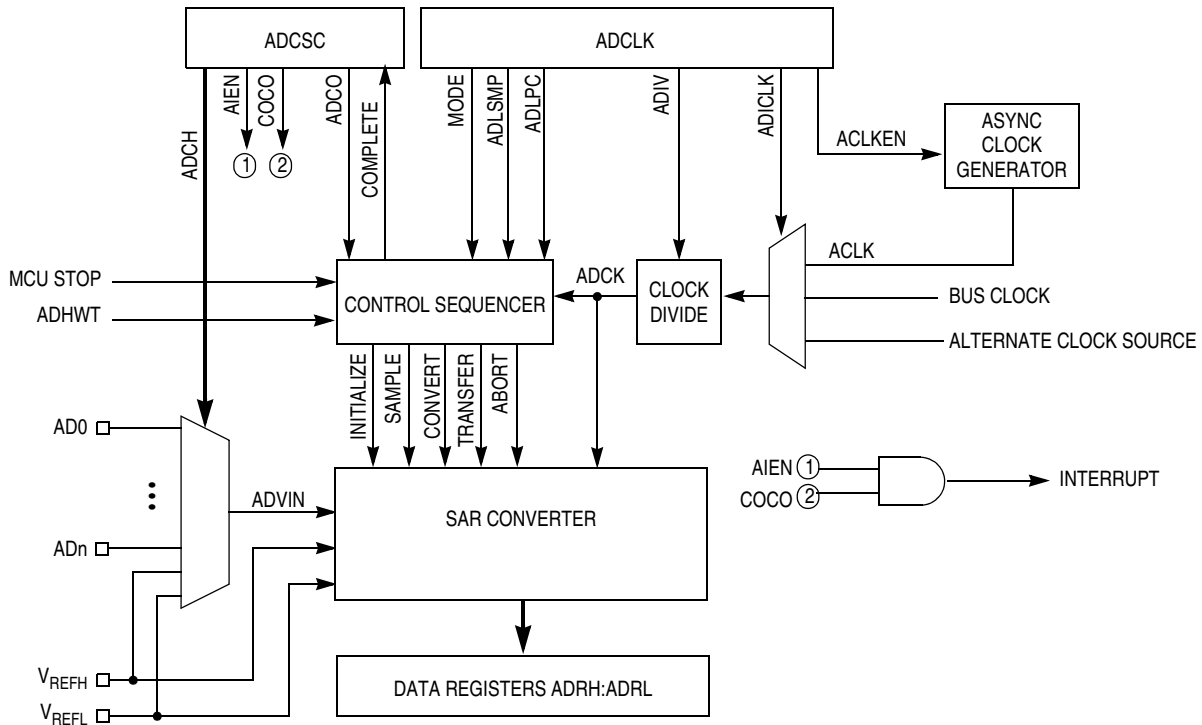 ADCSC
ADCLK
ADCH
AIEN
COCO
ADCO
COMPLETE
MODE
ADLSMP
ADLPC
ADIV
ADICLK
ACLKEN
ASYNC
CLOCK
GENERATOR
1
2
MCU STOP
ADHWT
CONTROL SEQUENCER
ADCK
CLOCK
DIVIDE
ACLK
BUS CLOCK
ALTERNATE CLOCK SOURCE
INITIALIZE
SAMPLE
CONVERT
TRANSFER
ABORT
AD0
•••
ADn
ADVIN
SAR CONVERTER
AIEN 1
COCO 2
INTERRUPT
VREFH
VREFL
DATA REGISTERS ADRH:ADRL